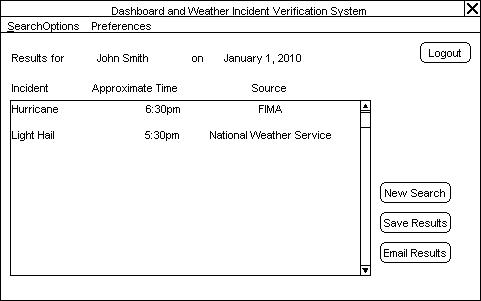 Dashboard and Weather Incident Verification System
SearchOptions Preferences
Logout
Results for John Smith on January 1, 2010
Incident Approximate Time Source
Hurricane 6:30pm FIMA
Light Hail 5:30pm National Weather Service
New Search
Save Results
Email Results